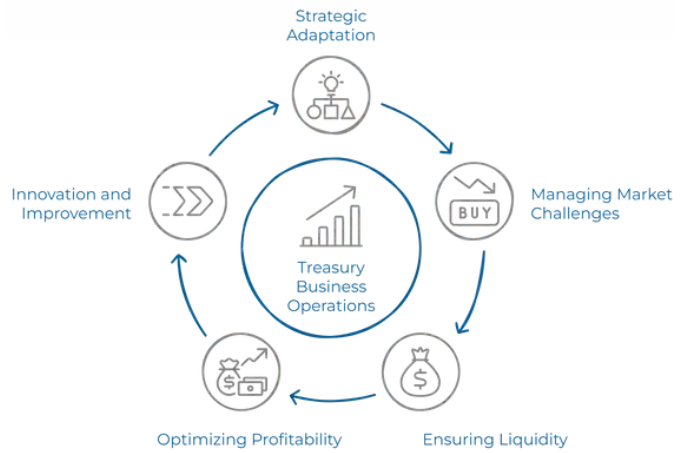 Strategic
Adaptation
Managing Market
Challenges
BUY
Ensuring Liquidity
$
Optimizing Profitability
$
Innovation and
Improvement
Treasury
Business
Operations